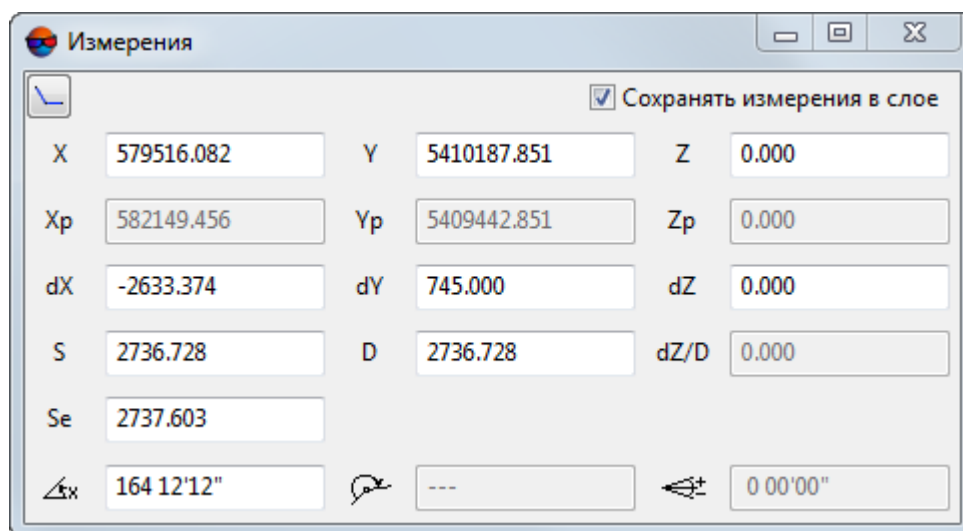 Измерения
Сохранять измерения в слое
X 579516.082 Y 5410187.851 Z 0.000
Xp 582149.456 Yp 5409442.851 Zp 0.000
dX -2633.374 dY 745.000 dZ 0.000
S 2736.728 D 2736.728 dZ/D 0.000
Se 2737.603
x 164 12'12" --- 0 00'00"